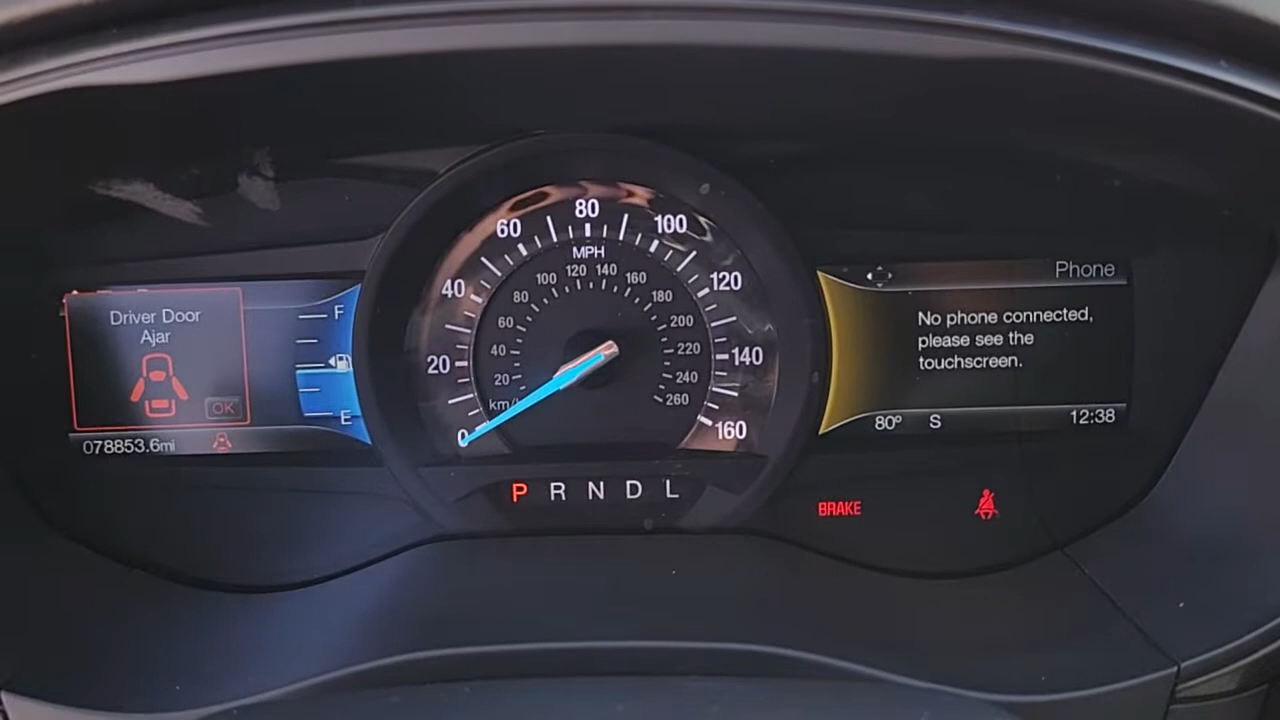 Driver Door
Ajar
OK
078853.6mi
F
E
0
20
40
60
80
100
120
140
160
MPH
km/h
20
40
60
80
100
120
140
160
180
200
220
240
260
P R N D L
Phone
No phone connected,
please see the
touchscreen.
80° S 12:38
BRAKE